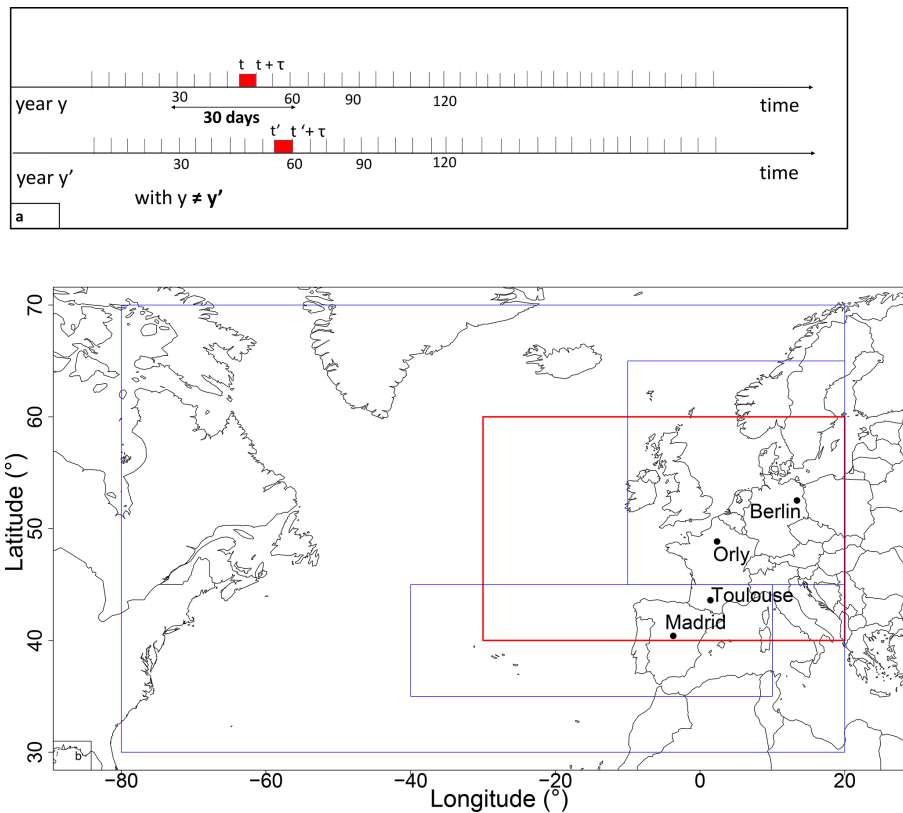 t t + τ
year y 30 60 90 120 time
30 days
t’ t ‘+ τ
year y’ 30 60 90 120 time
with y ≠ y’
a
70
60
50
40
30
Latitude (°)
Berlin
Orly
Toulouse
Madrid
b
−80 −60 −40 −20 0 20
Longitude (°)